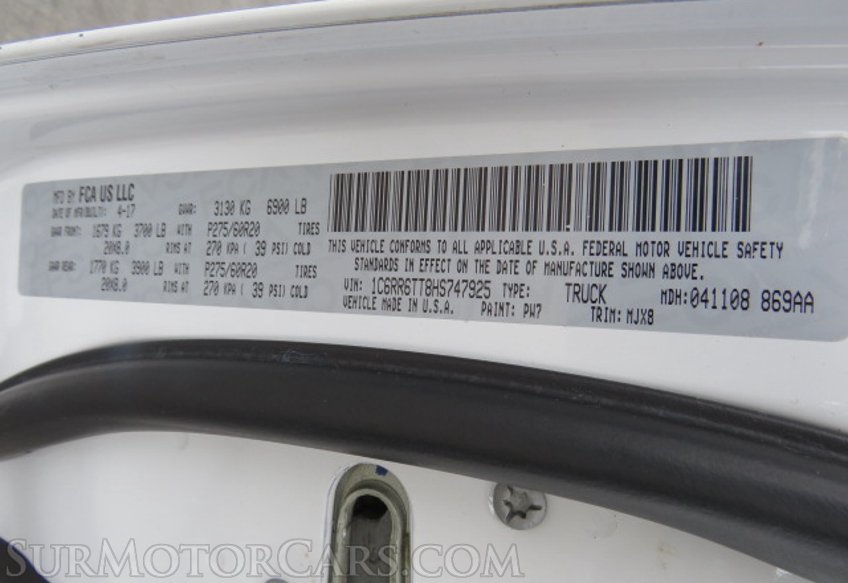 MFD BY FCA US LLC
DATE OF MFR/BUILT: 4-17 GVWR: 3130 KG 6900 LB
GAWR FRONT: 1679 KG 3700 LB WITH P275/60R20 TIRES
20X8.0 RIMS AT 270 KPA ( 39 PSI) COLD
GAWR REAR: 1770 KG 3900 LB WITH P275/60R20 TIRES
20X8.0 RIMS AT 270 KPA ( 39 PSI) COLD
THIS VEHICLE CONFORMS TO ALL APPLICABLE U.S.A. FEDERAL MOTOR VEHICLE SAFETY
STANDARDS IN EFFECT ON THE DATE OF MANUFACTURE SHOWN ABOVE.
VIN: 1C6RR6TT8HS747925 TYPE: TRUCK MDH: 041108 869AA
VEHICLE MADE IN U.S.A. PAINT: PW7 TRIM: MJX8
SURMOTORCARS.COM